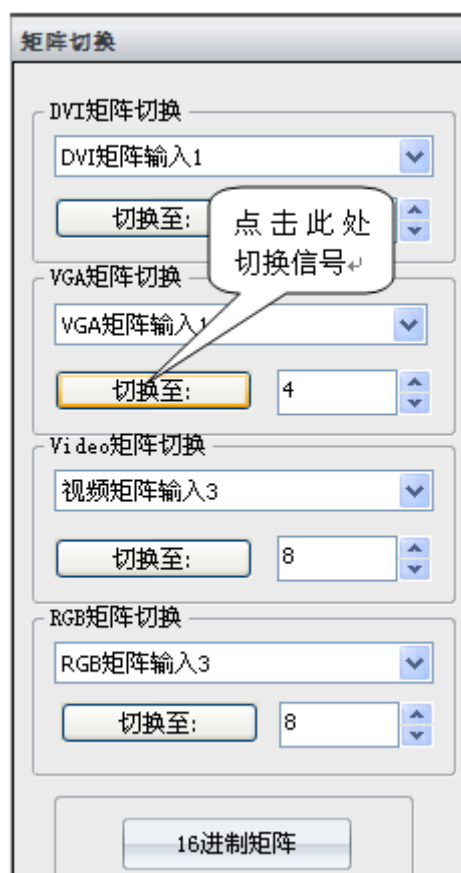 矩阵切换
DVI矩阵切换
DVI矩阵输入1
切换至:
点击此处
切换信号↵
VGA矩阵切换
VGA矩阵输入1
切换至:
4
Video矩阵切换
视频矩阵输入3
切换至:
8
RGB矩阵切换
RGB矩阵输入3
切换至:
8
16进制矩阵